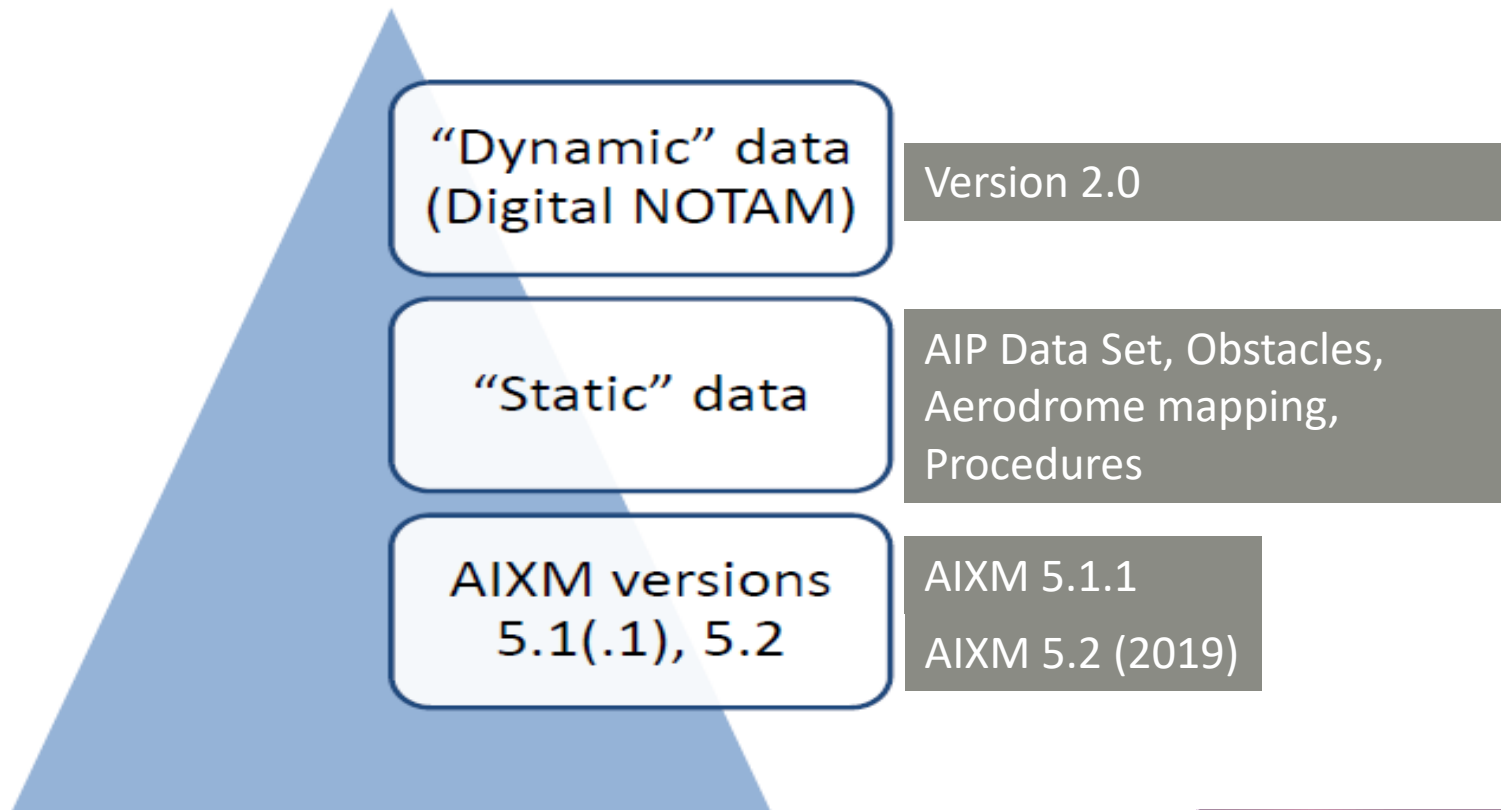 “Dynamic” data
(Digital NOTAM)
Version 2.0
“Static” data
AIP Data Set, Obstacles,
Aerodrome mapping,
Procedures
AIXM versions
5.1(.1), 5.2
AIXM 5.1.1
AIXM 5.2 (2019)